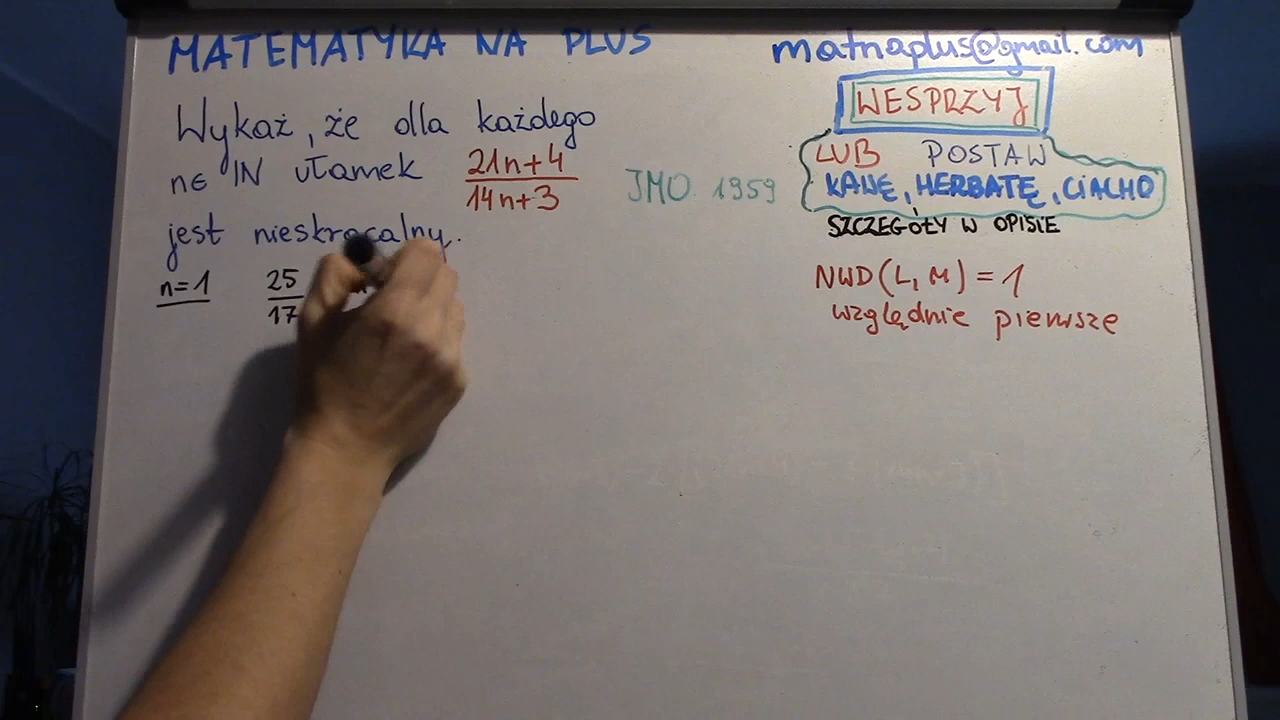 MATEMATYKA NA PLUS
matnaplus@gmail.com
Wykaż, że dla każdego
n∈ IN ułamek 21n+4
14n+3
jest nieskracalny.
JMO 1959
WESPRZYJ
LUB POSTAW
KAWĘ, HERBATĘ, CIACHO
SZCZEGÓŁY W OPISIE
n=1 25
17
NWD(L, M) = 1
względnie pierwsze